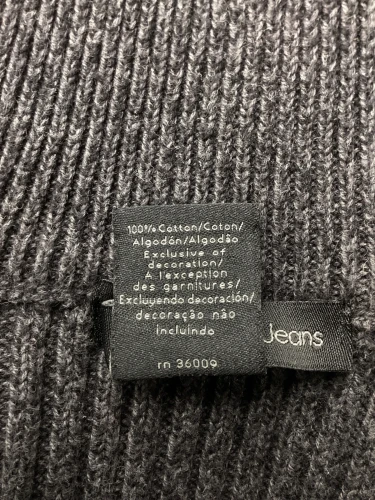 100% Cotton/Coton/
Algodón/Algodão
Exclusive of
decoration/
A l'exception
des garnitures/
Excluyendo decoración/
decoração não
incluindo
rn 36009
Jeans